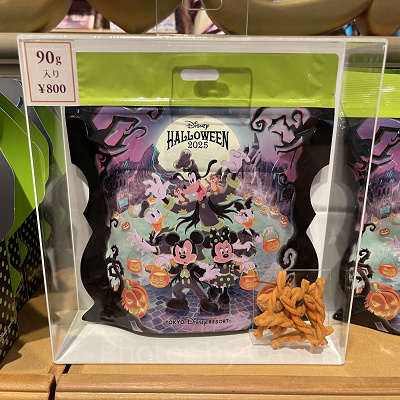 90g
入り
¥800
Disney
HALLOWEEN
2025
TOKYO Disney RESORT